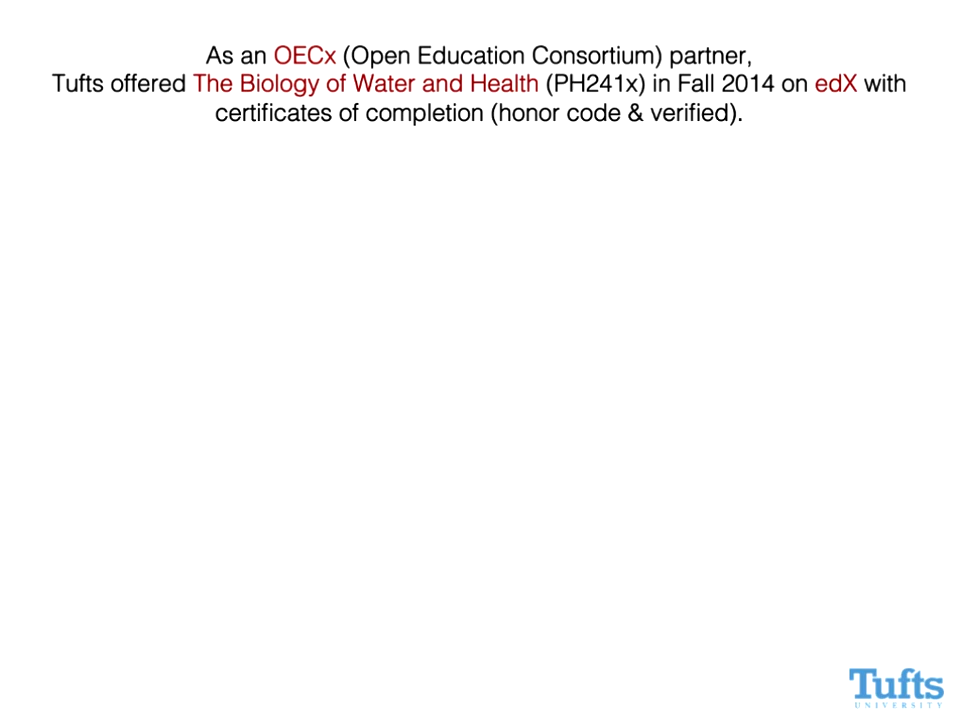 As an OECx (Open Education Consortium) partner,
Tufts offered The Biology of Water and Health (PH241x) in Fall 2014 on edX with
certificates of completion (honor code & verified).
Tufts
UNIVERSITY